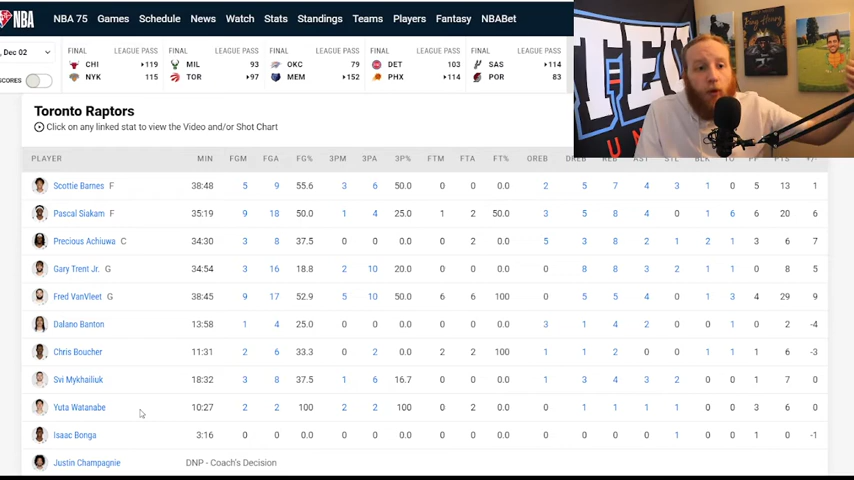 NBA
NBA 75 Games Schedule News Watch Stats Standings Teams Players Fantasy NBABet
, Dec 02
SCORES
FINAL LEAGUE PASS
CHI 119
NYK 115
FINAL LEAGUE PASS
MIL 93
TOR 97
FINAL LEAGUE PASS
OKC 79
MEM 152
FINAL LEAGUE PASS
DET 103
PHX 114
FINAL LEAGUE PASS
SAS 114
POR 83
Toronto Raptors
Click on any linked stat to view the Video and/or Shot Chart
PLAYER MIN FGM FGA FG% 3PM 3PA 3P% FTM FTA FT% OREB DREB REB AST STL BLK TO PF PTS +/-
Scottie Barnes F 38:48 5 9 55.6 3 6 50.0 0 0 0.0 2 5 7 4 3 1 0 5 13 1
Pascal Siakam F 35:19 9 18 50.0 1 4 25.0 1 2 50.0 3 5 8 4 0 1 6 6 20 6
Precious Achiuwa C 34:30 3 8 37.5 0 0 0.0 0 2 0.0 5 3 8 2 1 2 1 3 6 7
Gary Trent Jr. G 34:54 3 16 18.8 2 10 20.0 0 0 0.0 0 8 8 3 2 1 1 0 8 5
Fred VanVleet G 38:45 9 17 52.9 5 10 50.0 6 6 100 0 5 5 4 0 1 3 4 29 9
Dalano Banton 13:58 1 4 25.0 0 0 0.0 0 0 0.0 3 1 4 2 0 0 1 0 2 -4
Chris Boucher 11:31 2 6 33.3 0 2 0.0 2 2 100 1 1 2 0 0 1 1 1 6 -3
Svi Mykhailiuk 18:32 3 8 37.5 1 6 16.7 0 0 0.0 1 3 4 3 2 0 0 1 7 0
Yuta Watanabe 10:27 2 2 100 2 2 100 0 2 0.0 0 1 1 1 1 0 0 3 6 0
Isaac Bonga 3:16 0 0 0.0 0 0 0.0 0 0 0.0 0 0 0 0 1 0 0 1 0 -1
Justin Champagnie DNP - Coach's Decision